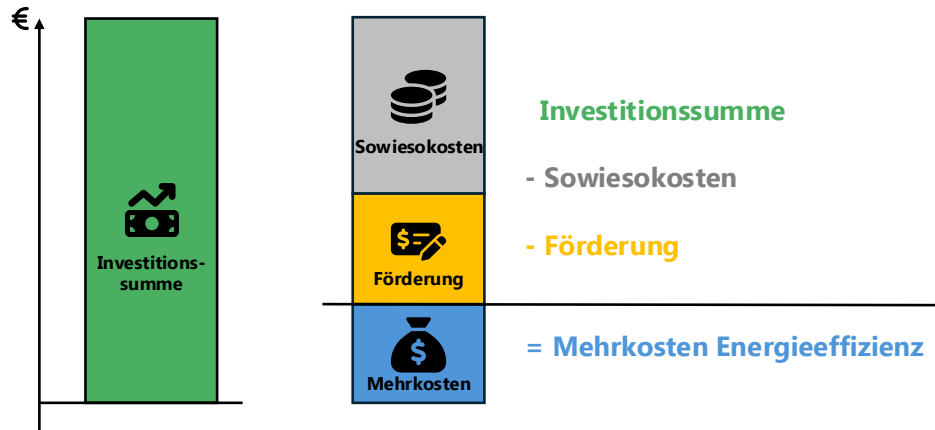 €
Investitions-
summe
Sowiesokosten
Förderung
Mehrkosten
Investitionssumme
- Sowiesokosten
- Förderung
= Mehrkosten Energieeffizienz